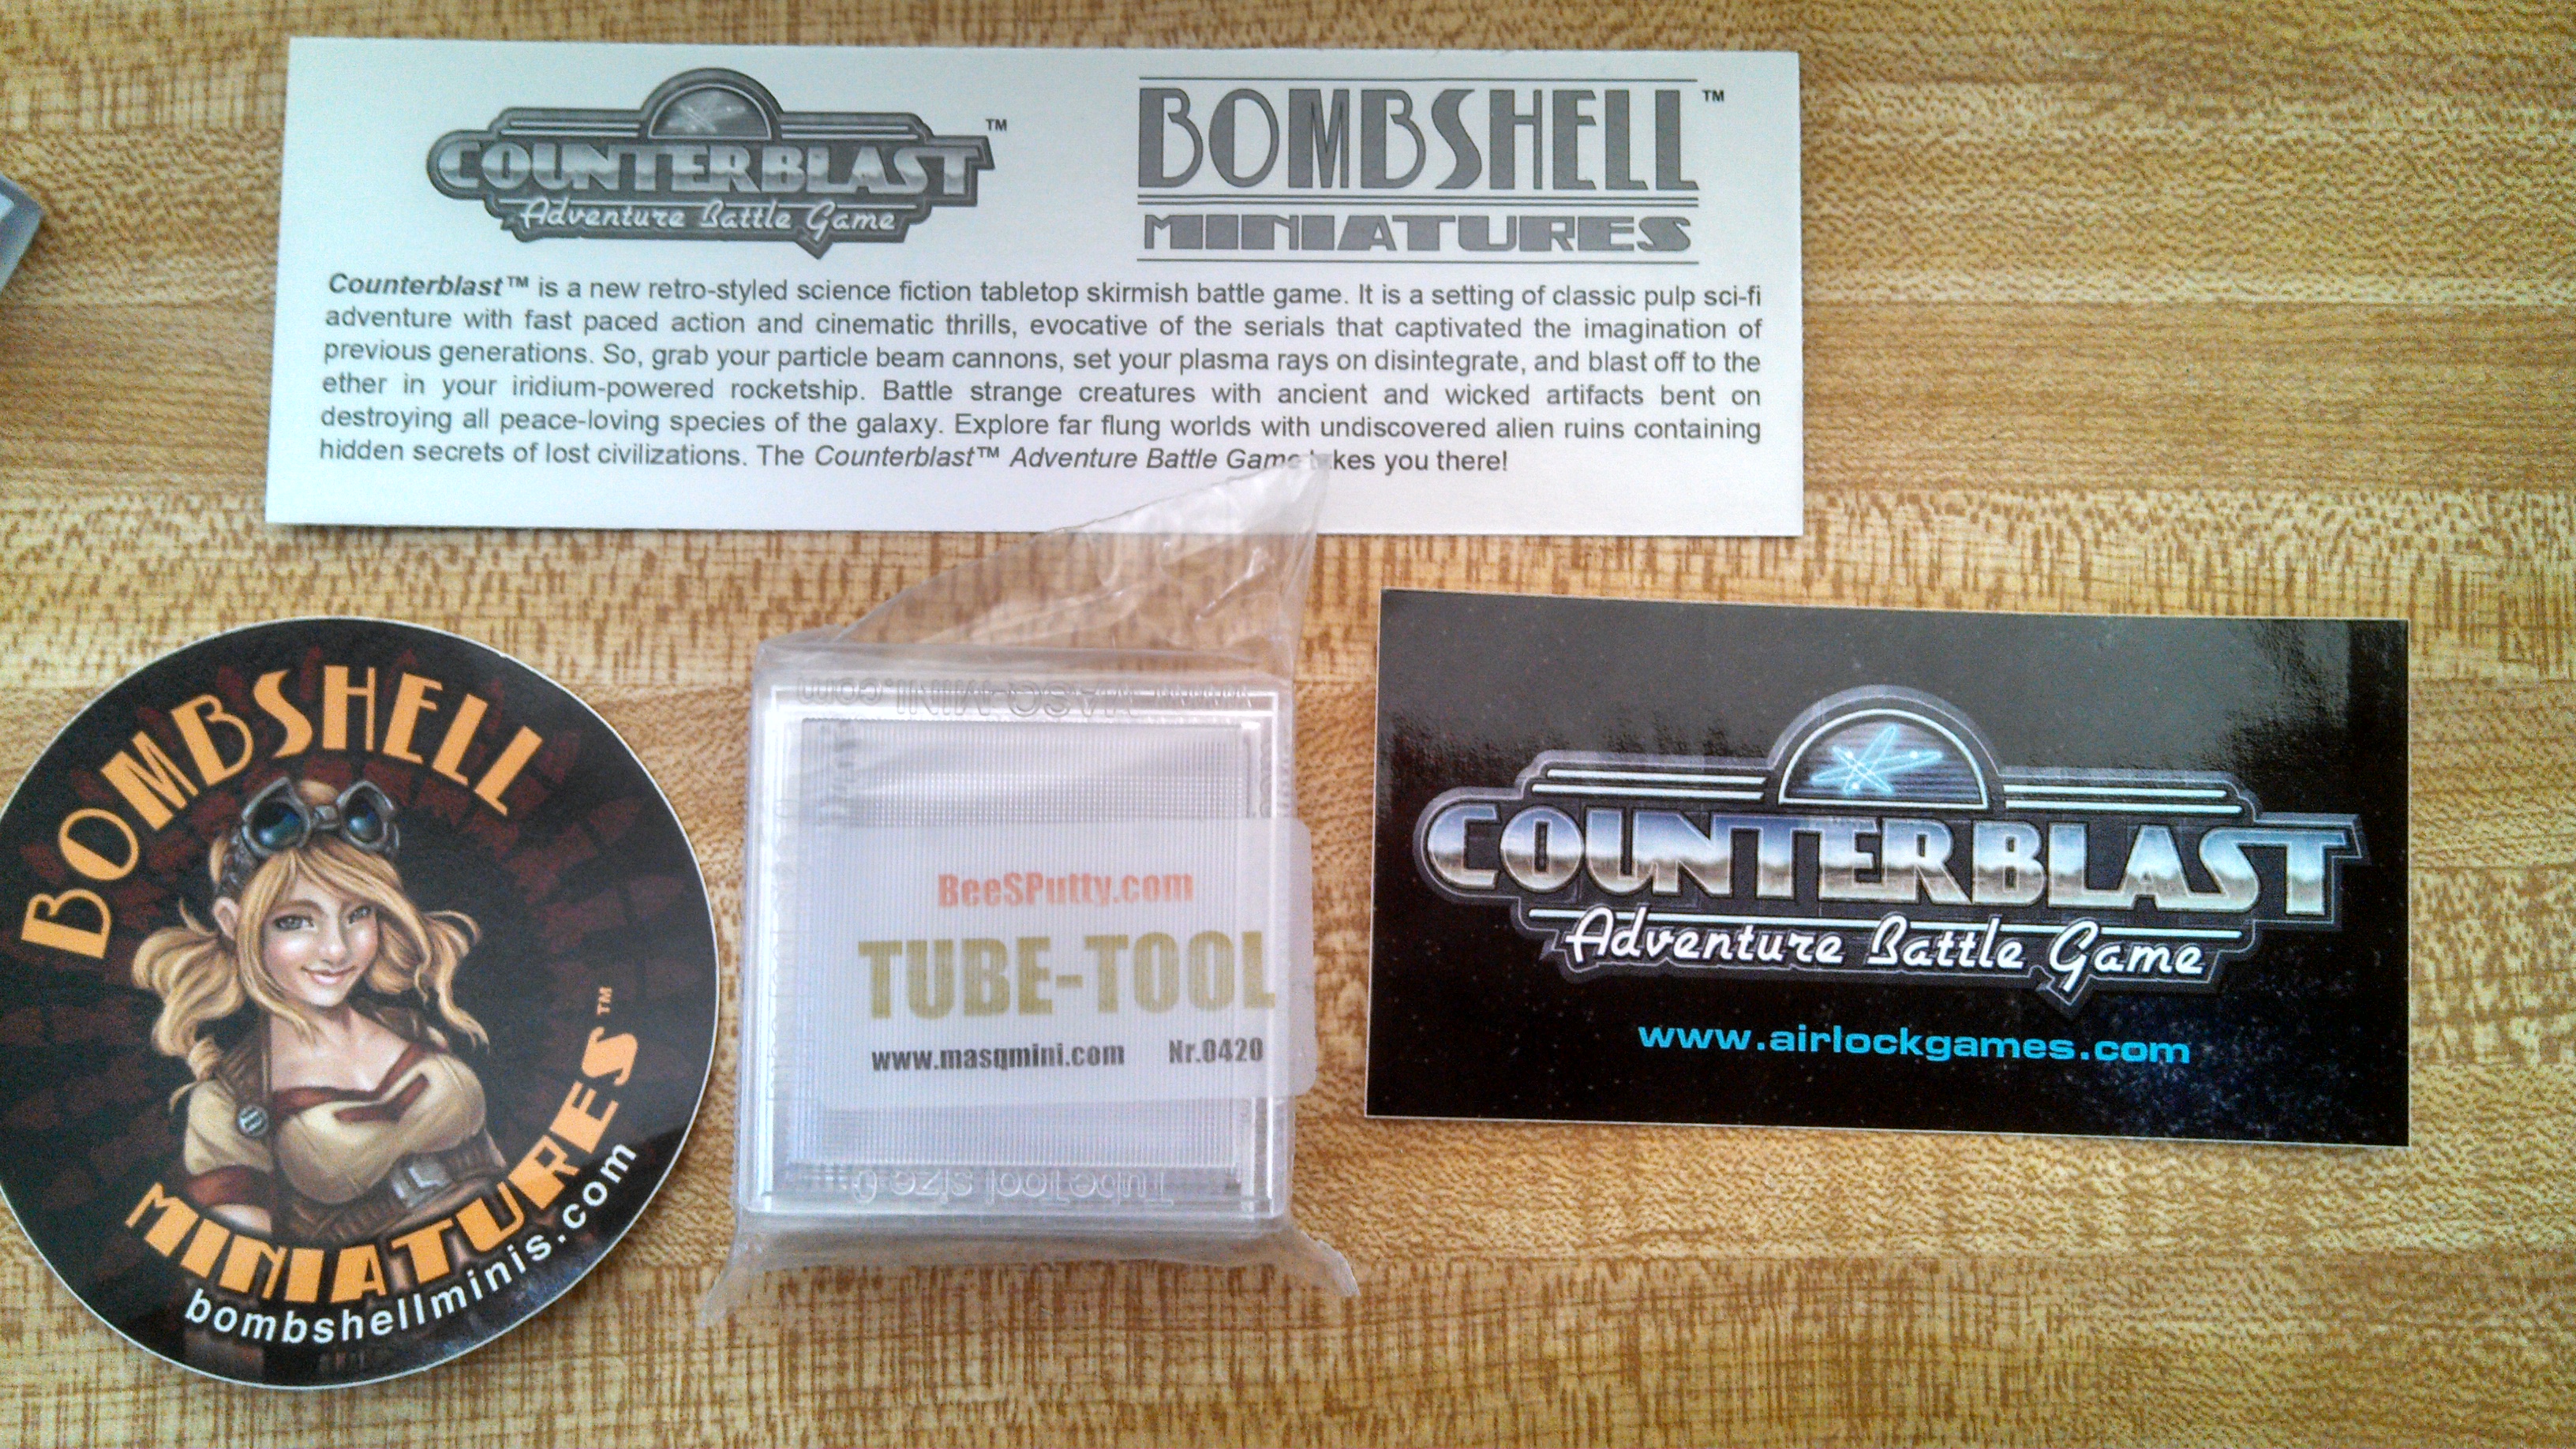 COUNTERBLAST™
Adventure Battle Game
BOMBSHELL™
MINIATURES
Counterblast™ is a new retro-styled science fiction tabletop skirmish battle game. It is a setting of classic pulp sci-fi
adventure with fast paced action and cinematic thrills, evocative of the serials that captivated the imagination of
previous generations. So, grab your particle beam cannons, set your plasma rays on disintegrate, and blast off to the
ether in your iridium-powered rocketship. Battle strange creatures with ancient and wicked artifacts bent on
destroying all peace-loving species of the galaxy. Explore far flung worlds with undiscovered alien ruins containing
hidden secrets of lost civilizations. The Counterblast™ Adventure Battle Game takes you there!
BOMBSHELL
MINIATURES™
bombshellminis.com
BeeSPutty.com
TUBE-TOOL
www.masqmini.com Nr.0420
TubeTool size 0
COUNTERBLAST
Adventure Battle Game
www.airlockgames.com